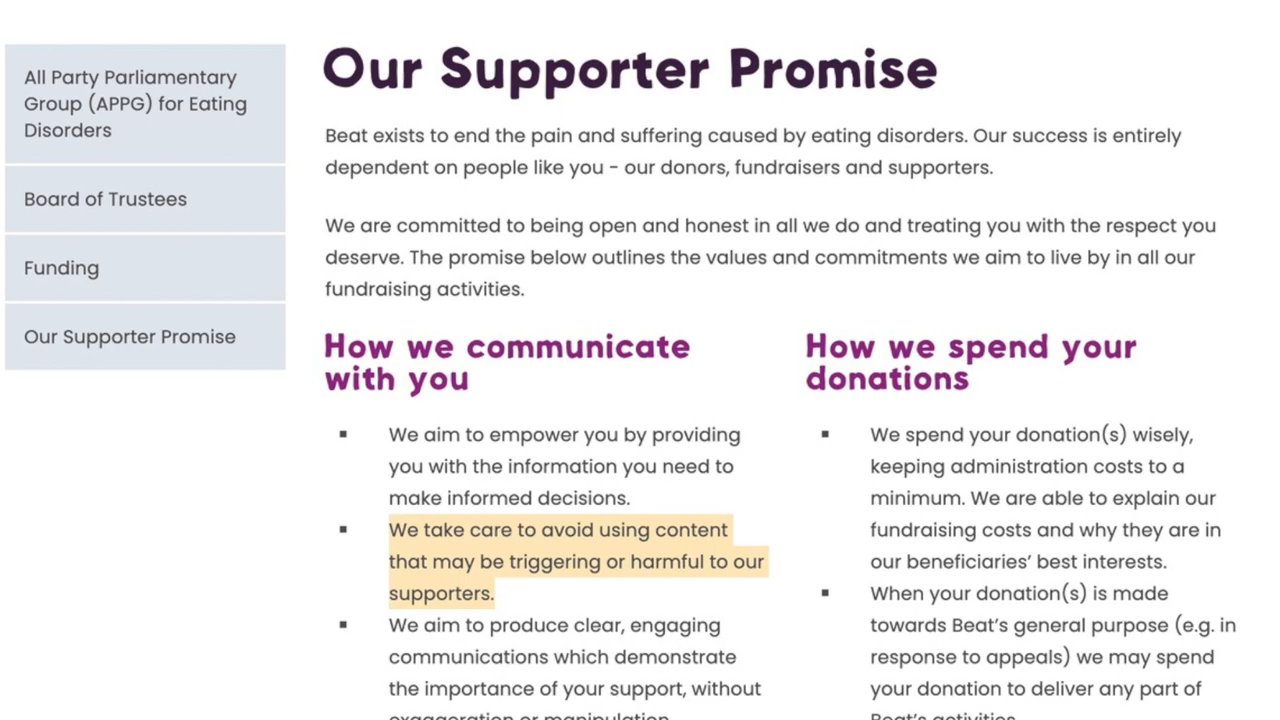 All Party Parliamentary
Group (APPG) for Eating
Disorders
Board of Trustees
Funding
Our Supporter Promise
Our Supporter Promise
Beat exists to end the pain and suffering caused by eating disorders. Our success is entirely
dependent on people like you - our donors, fundraisers and supporters.
We are committed to being open and honest in all we do and treating you with the respect you
deserve. The promise below outlines the values and commitments we aim to live by in all our
fundraising activities.
How we communicate
with you
▪ We aim to empower you by providing
you with the information you need to
make informed decisions.
▪ We take care to avoid using content
that may be triggering or harmful to our
supporters.
▪ We aim to produce clear, engaging
communications which demonstrate
the importance of your support, without
exaggeration or manipulation
How we spend your
donations
▪ We spend your donation(s) wisely,
keeping administration costs to a
minimum. We are able to explain our
fundraising costs and why they are in
our beneficiaries’ best interests.
▪ When your donation(s) is made
towards Beat’s general purpose (e.g. in
response to appeals) we may spend
your donation to deliver any part of
Beat’s activities